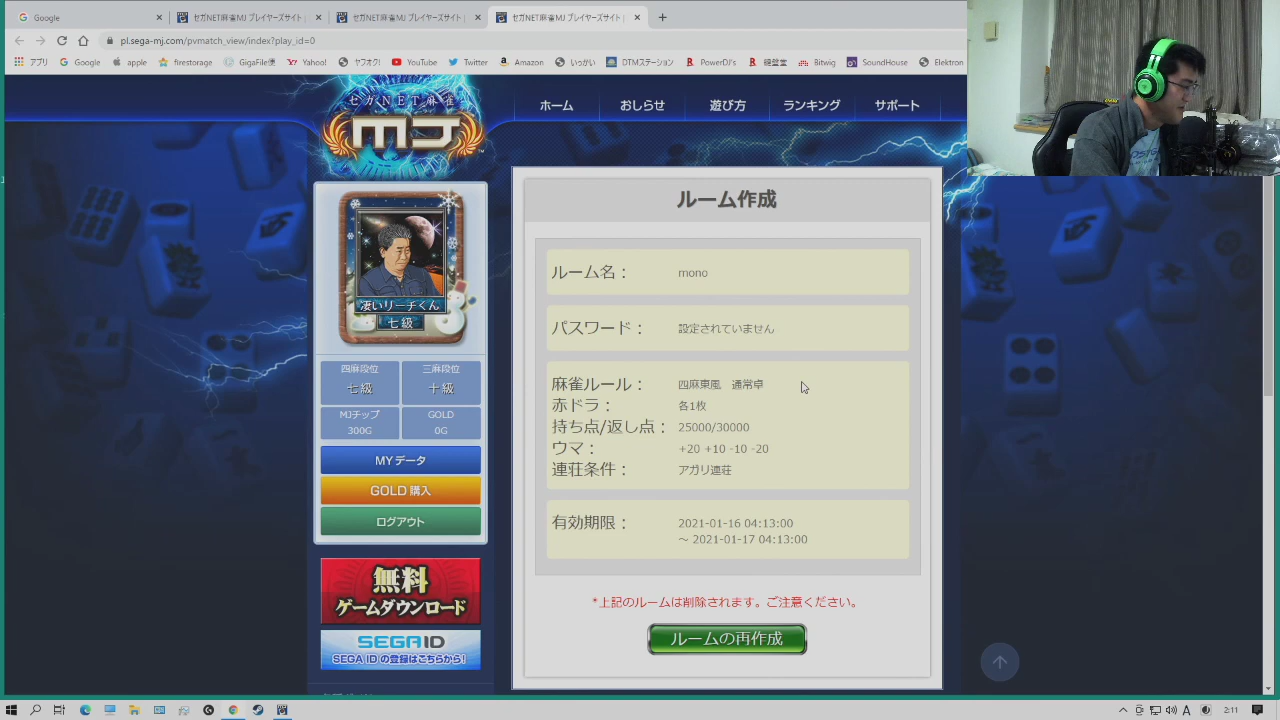 Google
セガNET麻雀MJ プレイヤーズサイト
セガNET麻雀MJ プレイヤーズサイト
セガNET麻雀MJ プレイヤーズサイト
pl.sega-mj.com/pvmatch_view/index?play_id=0
アプリ Google apple firestorage GigaFile便 Yahoo! ヤフオク! YouTube Twitter Amazon いっかい DTMステーション PowerDJ's 磯壁堂 Bitwig SoundHouse Elektron
セガNET麻雀
MJ
ホーム おしらせ 遊び方 ランキング サポート
凄いリーチくん
七級
四麻段位 三麻段位
七級 十級
MJチップ GOLD
300G 0G
MYデータ
GOLD 購入
ログアウト
無料
ゲームダウンロード
SEGA ID
SEGA ID の登録はこちらから!
ルーム作成
ルーム名: mono
パスワード: 設定されていません
麻雀ルール: 四麻東風 通常卓
赤ドラ: 各1枚
持ち点/返し点: 25000/30000
ウマ: +20 +10 -10 -20
連荘条件: アガリ連荘
有効期限: 2021-01-16 04:13:00
~ 2021-01-17 04:13:00
*上記のルームは削除されます。ご注意ください。
ルームの再作成
A 2:11